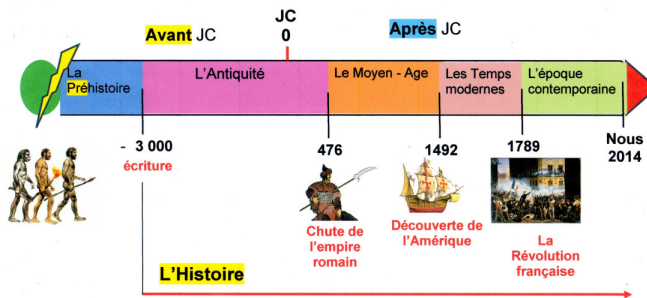 JC
0
Avant JC
Après JC
La
Préhistoire
L'Antiquité
Le Moyen - Age
Les Temps
modernes
L'époque
contemporaine
- 3 000
écriture
476
1492
1789
Nous
2014
Chute de
l'empire
romain
Découverte de
l'Amérique
La
Révolution
française
L'Histoire